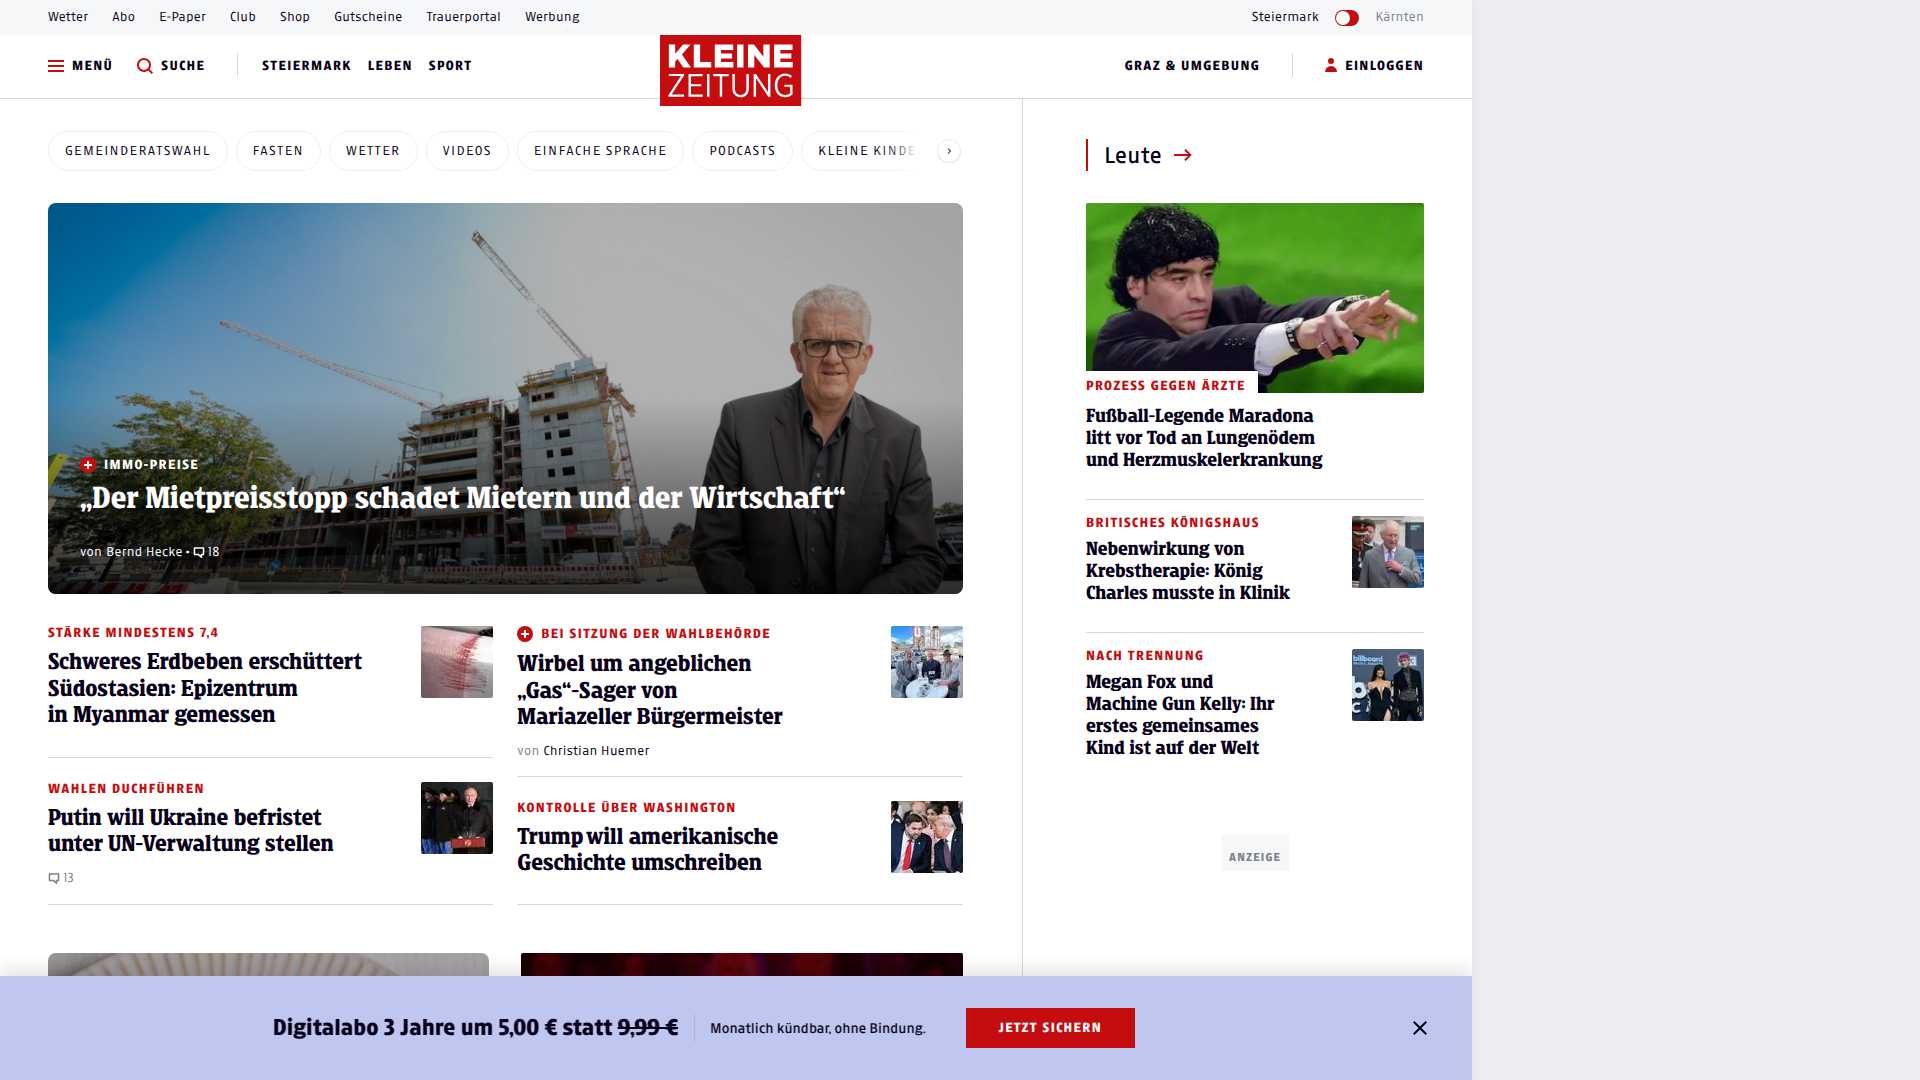 Wetter Abo E-Paper Club Shop Gutscheine Trauerportal Werbung Steiermark Kärnten
MENÜ SUCHE STEIERMARK LEBEN SPORT KLEINE ZEITUNG GRAZ & UMGEBUNG EINLOGGEN
GEMEINDERATSWAHL FASTEN WETTER VIDEOS EINFACHE SPRACHE PODCASTS KLEINE KINDE
IMMO-PREISE
„Der Mietpreisstopp schadet Mietern und der Wirtschaft“
von Bernd Hecke • 18
STÄRKE MINDESTENS 7,4
Schweres Erdbeben erschüttert
Südostasien: Epizentrum
in Myanmar gemessen
WAHLEN DUCHFÜHREN
Putin will Ukraine befristet
unter UN-Verwaltung stellen
13
BEI SITZUNG DER WAHLBEHÖRDE
Wirbel um angeblichen
„Gas“-Sager von
Mariazeller Bürgermeister
von Christian Huemer
KONTROLLE ÜBER WASHINGTON
Trump will amerikanische
Geschichte umschreiben
Leute
PROZESS GEGEN ÄRZTE
Fußball-Legende Maradona
litt vor Tod an Lungenödem
und Herzmuskelerkrankung
BRITISCHES KÖNIGSHAUS
Nebenwirkung von
Krebstherapie: König
Charles musste in Klinik
NACH TRENNUNG
billboard
Megan Fox und
Machine Gun Kelly: Ihr
erstes gemeinsames
Kind ist auf der Welt
ANZEIGE
Digitalabo 3 Jahre um 5,00 € statt 9,99 € Monatlich kündbar, ohne Bindung. JETZT SICHERN